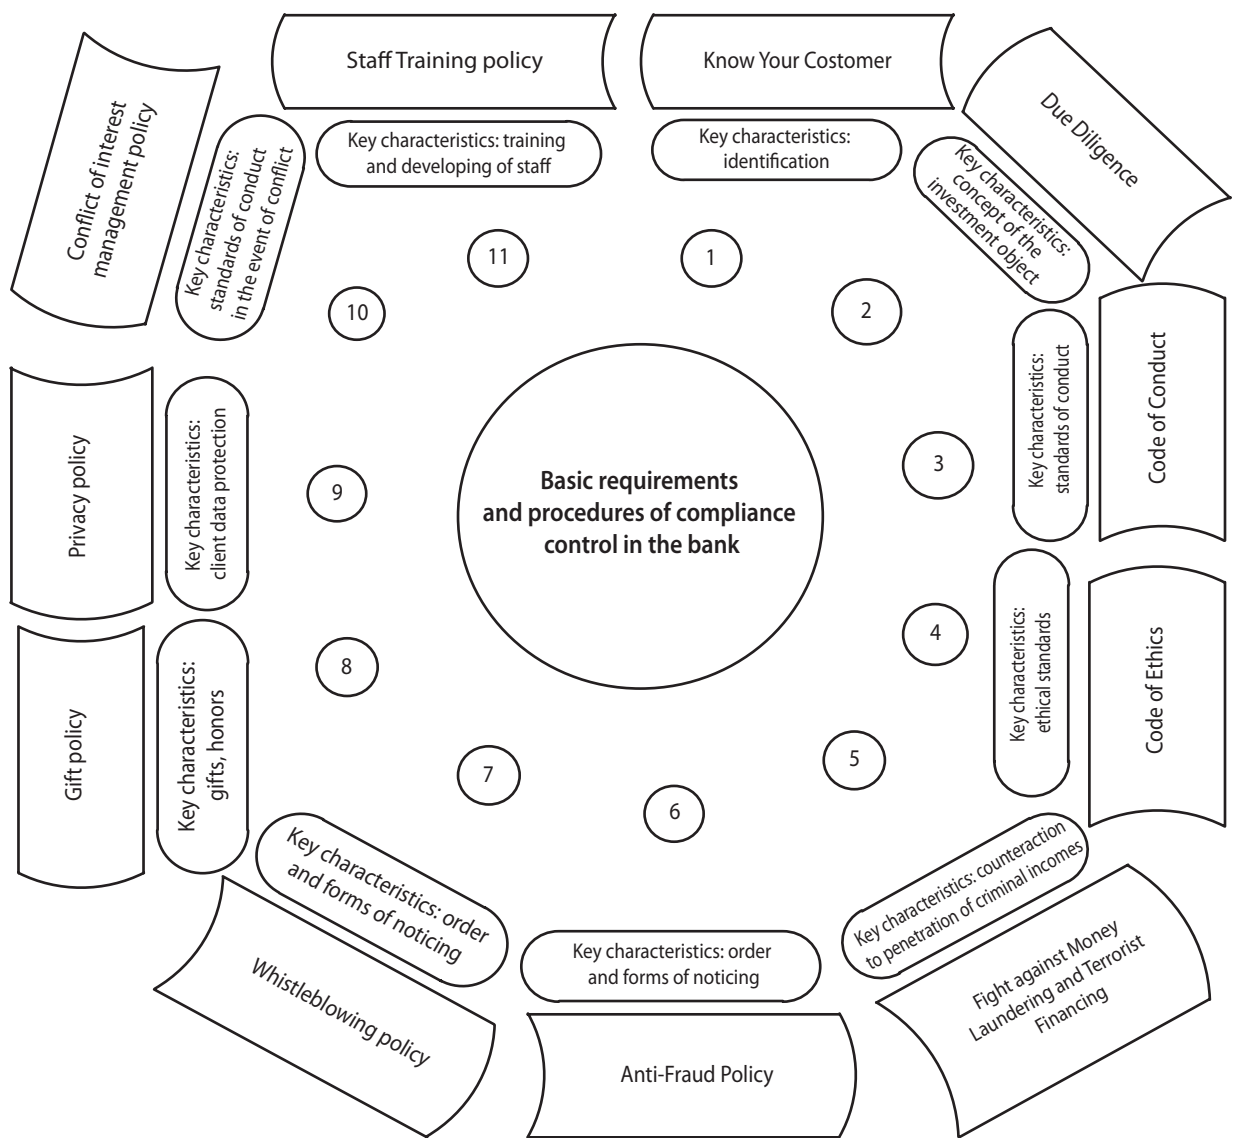 Staff Training policy
Key characteristics: training
and developing of staff
Know Your Costomer
Key characteristics:
identification
Due Diligence
Key characteristics:
concept of the
investment object
Code of Conduct
Key characteristics:
standards of conduct
Code of Ethics
Key characteristics:
ethical standards
Fight against Money
Laundering and Terrorist
Financing
Key characteristics: counteraction
to penetration of criminal incomes
Anti-Fraud Policy
Key characteristics: order
and forms of noticing
Whistleblowing policy
Key characteristics: order
and forms of noticing
Gift policy
Key characteristics:
gifts, honors
Privacy policy
Key characteristics:
client data protection
Conflict of interest
management policy
Key characteristics:
standards of conduct
in the event of conflict
1
2
3
4
5
6
7
8
9
10
11
Basic requirements
and procedures of compliance
control in the bank